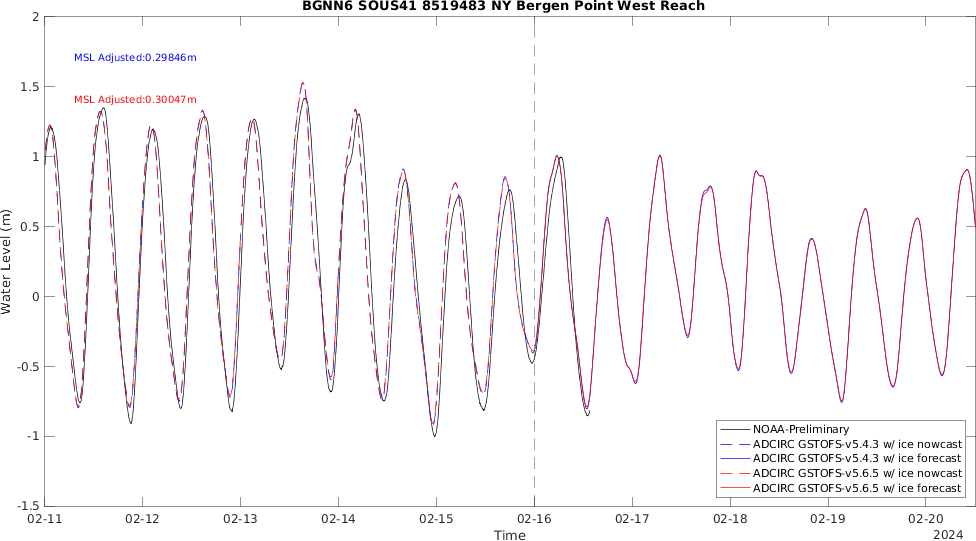 BGNN6 SOUS41 8519483 NY Bergen Point West Reach
2
MSL Adjusted:0.29846m
1.5
MSL Adjusted:0.30047m
1
0.5
Water Level (m)
0
-0.5
-1
-1.5
NOAA-Preliminary
ADCIRC GSTOFS-v5.4.3 w/ ice nowcast
ADCIRC GSTOFS-v5.4.3 w/ ice forecast
ADCIRC GSTOFS-v5.6.5 w/ ice nowcast
ADCIRC GSTOFS-v5.6.5 w/ ice forecast
02-11 02-12 02-13 02-14 02-15 02-16 02-17 02-18 02-19 02-20
Time
2024